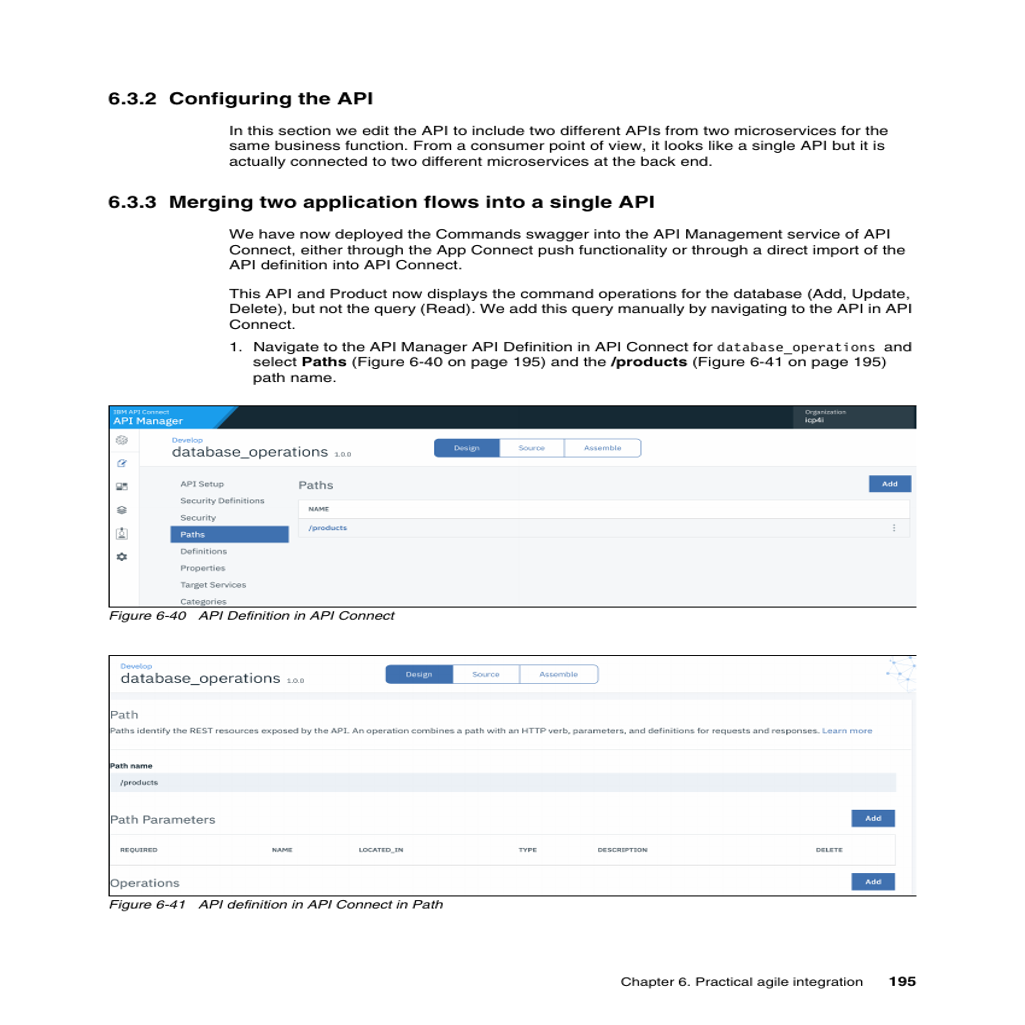 6.3.2 Configuring the API
In this section we edit the API to include two different APIs from two microservices for the
same business function. From a consumer point of view, it looks like a single API but it is
actually connected to two different microservices at the back end.
6.3.3 Merging two application flows into a single API
We have now deployed the Commands swagger into the API Management service of API
Connect, either through the App Connect push functionality or through a direct import of the
API definition into API Connect.
This API and Product now displays the command operations for the database (Add, Update,
Delete), but not the query (Read). We add this query manually by navigating to the API in API
Connect.
1. Navigate to the API Manager API Definition in API Connect for database_operations and
select Paths (Figure 6-40 on page 195) and the /products (Figure 6-41 on page 195)
path name.
IBM API Connect
API Manager
Organization
icp4i
Develop
database_operations 1.0.0
Design Source Assemble
API Setup
Security Definitions
Security
Paths
Definitions
Properties
Target Services
Categories
Paths
Add
NAME
/products
Figure 6-40 API Definition in API Connect
Develop
database_operations 1.0.0
Design Source Assemble
Path
Paths identify the REST resources exposed by the API. An operation combines a path with an HTTP verb, parameters, and definitions for requests and responses. Learn more
Path name
/products
Path Parameters
Add
REQUIRED NAME LOCATED_IN TYPE DESCRIPTION DELETE
Operations
Add
Figure 6-41 API definition in API Connect in Path
Chapter 6. Practical agile integration 195